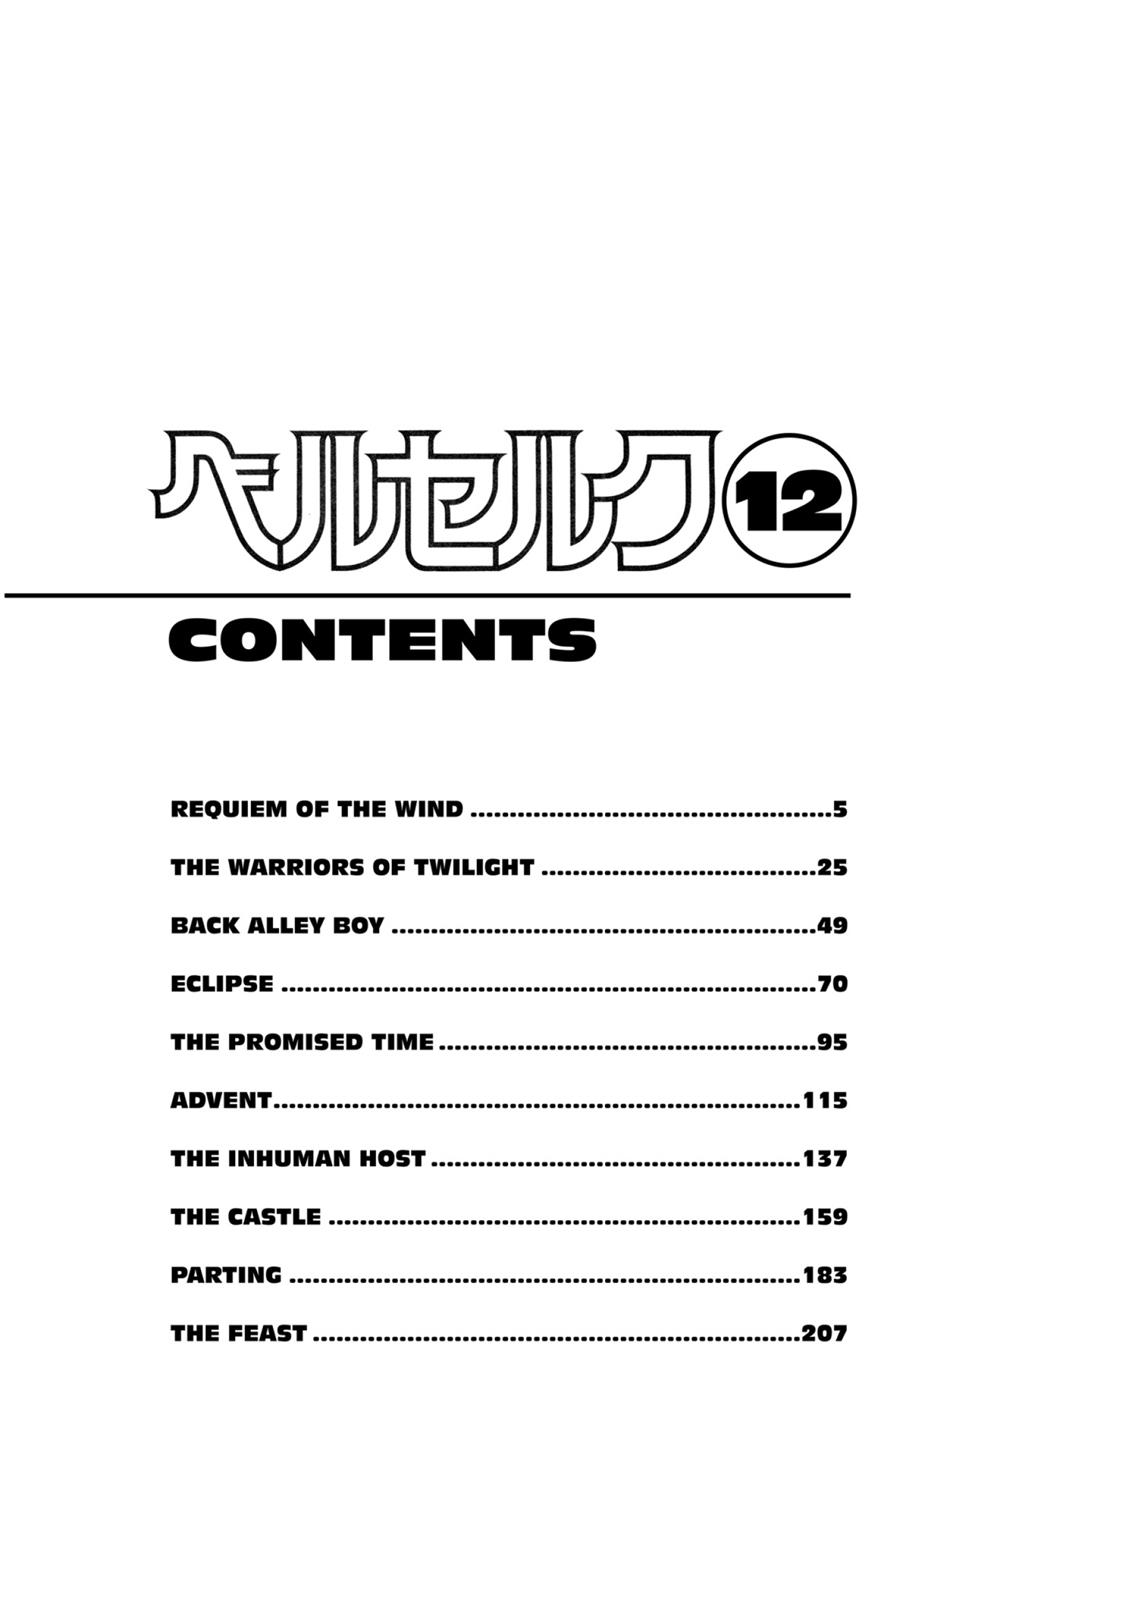 ベルセルク 12
CONTENTS
REQUIEM OF THE WIND ..............................................5
THE WARRIORS OF TWILIGHT ...................................25
BACK ALLEY BOY ......................................................49
ECLIPSE ....................................................................70
THE PROMISED TIME ................................................95
ADVENT...................................................................115
THE INHUMAN HOST ...............................................137
THE CASTLE ............................................................159
PARTING .................................................................183
THE FEAST ..............................................................207